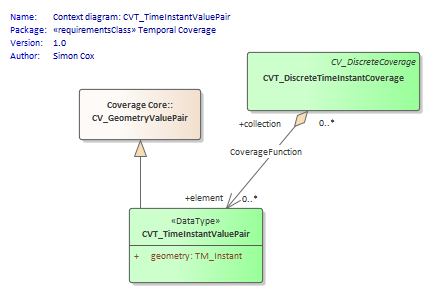 Name: Context diagram: CVT_TimeInstantValuePair
Package: «requirementsClass» Temporal Coverage
Version: 1.0
Author: Simon Cox
CV_DiscreteCoverage
CVT_DiscreteTimeInstantCoverage
Coverage Core::
CV_GeometryValuePair
+collection 0..*
CoverageFunction
+element 0..*
«DataType»
CVT_TimeInstantValuePair
+ geometry: TM_Instant